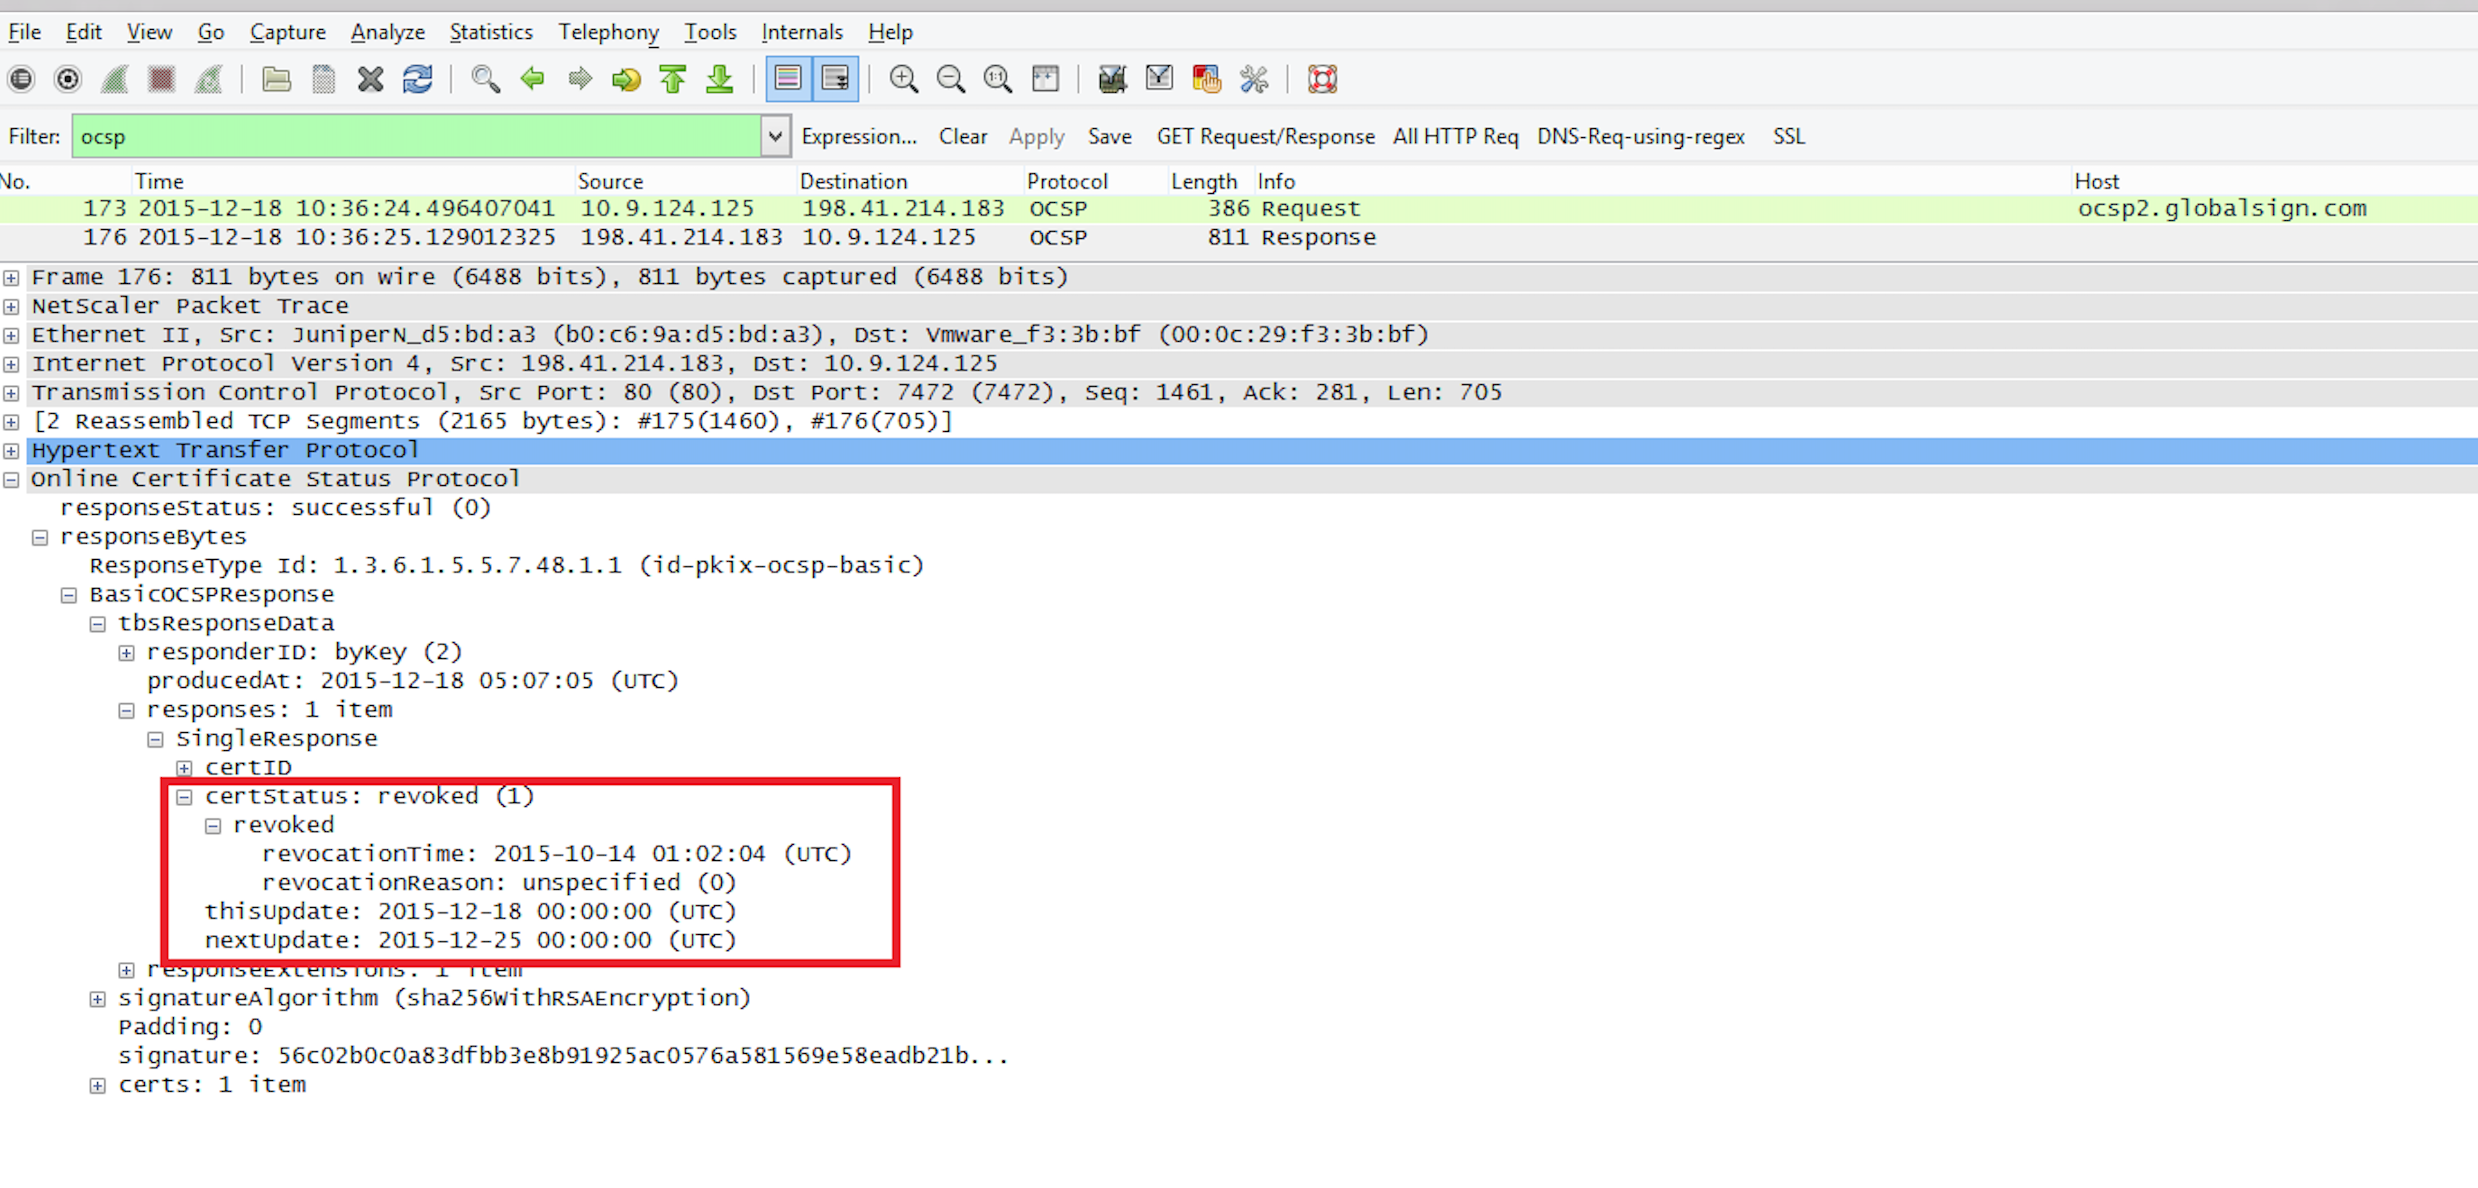 File Edit View Go Capture Analyze Statistics Telephony Tools Internals Help
Filter: ocsp Expression... Clear Apply Save GET Request/Response All HTTP Req DNS-Req-using-regex SSL
No. Time Source Destination Protocol Length Info Host
173 2015-12-18 10:36:24.496407041 10.9.124.125 198.41.214.183 OCSP 386 Request ocsp2.globalsign.com
176 2015-12-18 10:36:25.129012325 198.41.214.183 10.9.124.125 OCSP 811 Response
Frame 176: 811 bytes on wire (6488 bits), 811 bytes captured (6488 bits)
NetScaler Packet Trace
Ethernet II, Src: JuniperN_d5:bd:a3 (b0:c6:9a:d5:bd:a3), Dst: Vmware_f3:3b:bf (00:0c:29:f3:3b:bf)
Internet Protocol Version 4, Src: 198.41.214.183, Dst: 10.9.124.125
Transmission Control Protocol, Src Port: 80 (80), Dst Port: 7472 (7472), Seq: 1461, Ack: 281, Len: 705
[2 Reassembled TCP Segments (2165 bytes): #175(1460), #176(705)]
Hypertext Transfer Protocol
Online Certificate Status Protocol
responseStatus: successful (0)
responseBytes
ResponseType Id: 1.3.6.1.5.5.7.48.1.1 (id-pkix-ocsp-basic)
BasicOCSPResponse
tbsResponseData
responderID: byKey (2)
producedAt: 2015-12-18 05:07:05 (UTC)
responses: 1 item
SingleResponse
certID
certStatus: revoked (1)
revoked
revocationTime: 2015-10-14 01:02:04 (UTC)
revocationReason: unspecified (0)
thisUpdate: 2015-12-18 00:00:00 (UTC)
nextUpdate: 2015-12-25 00:00:00 (UTC)
responseExtensions: 1 item
signatureAlgorithm (sha256WithRSAEncryption)
Padding: 0
signature: 56c02b0c0a83dfbb3e8b91925ac0576a581569e58eadb21b...
certs: 1 item